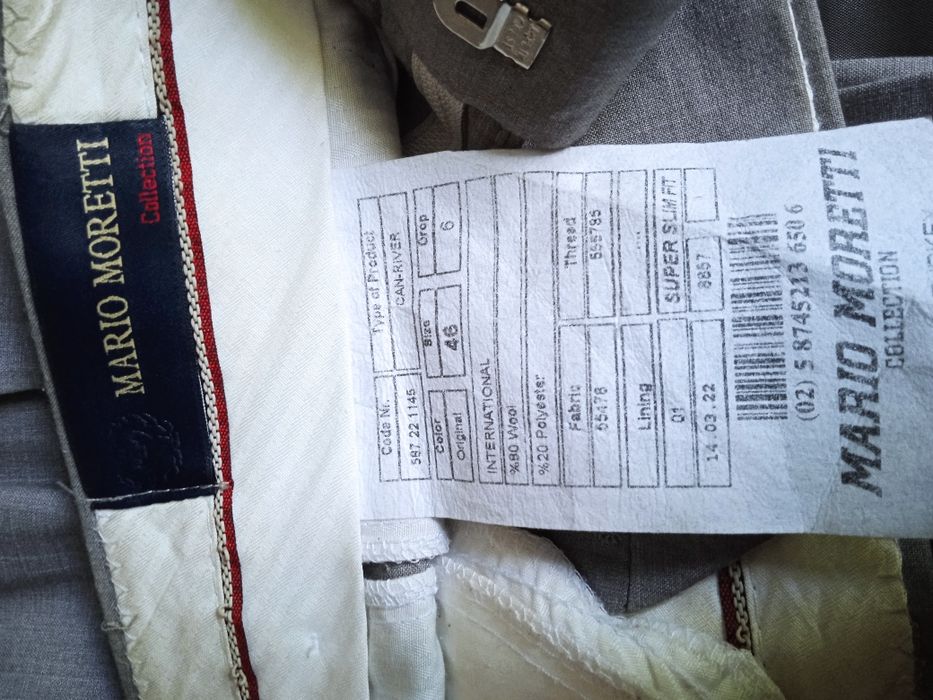 MARIO MORETTI
Collection
Code Nr. Type of Product
587 22 1145 CAN-RIVER
Color Size Drop
Original 46 6
INTERNATIONAL
%80 Wool
%20 Polyester
Fabric Thread
55476 555785
Lining ....
01 SUPER SLIM FIT
14.03.22 8857
(02) 5 8745213 650 6
MARIO MORETTI
COLLECTION